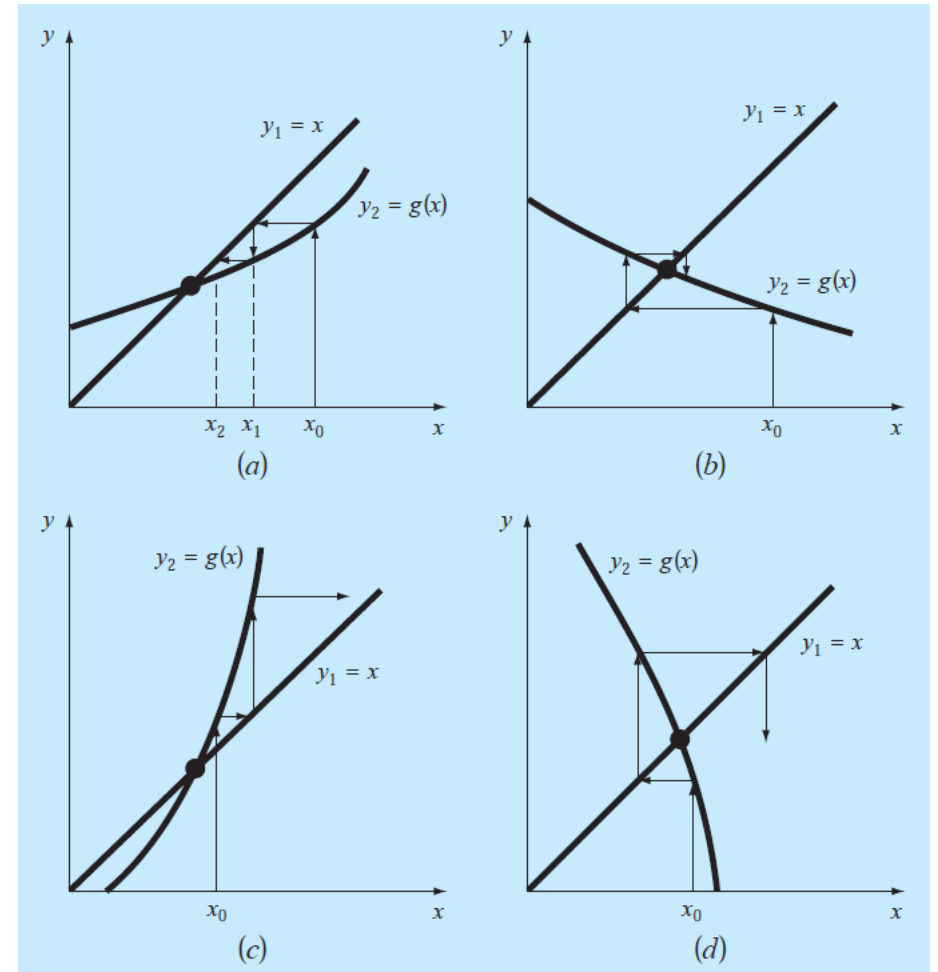 y
y₁ = x
y₂ = g(x)
x₂ x₁ x₀ x
(a)
y
y₁ = x
y₂ = g(x)
x₀ x
(b)
y
y₂ = g(x)
y₁ = x
x₀ x
(c)
y
y₂ = g(x)
y₁ = x
x₀ x
(d)